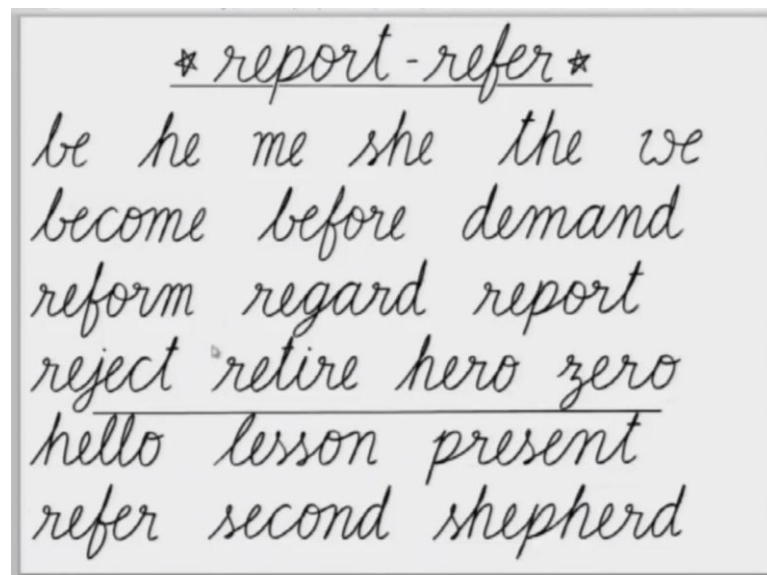 ☆ report - refer ☆
be he me she the we
become before demand
reform regard report
reject retire hero zero
hello lesson present
refer second shepherd